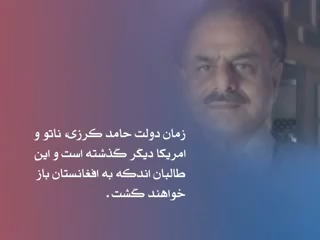 زمان دولت حامد کرزی، ناتو و
امریکا دیگر گذشته است و این
طالبان اندکه به افغانستان باز
خواهند گشت .